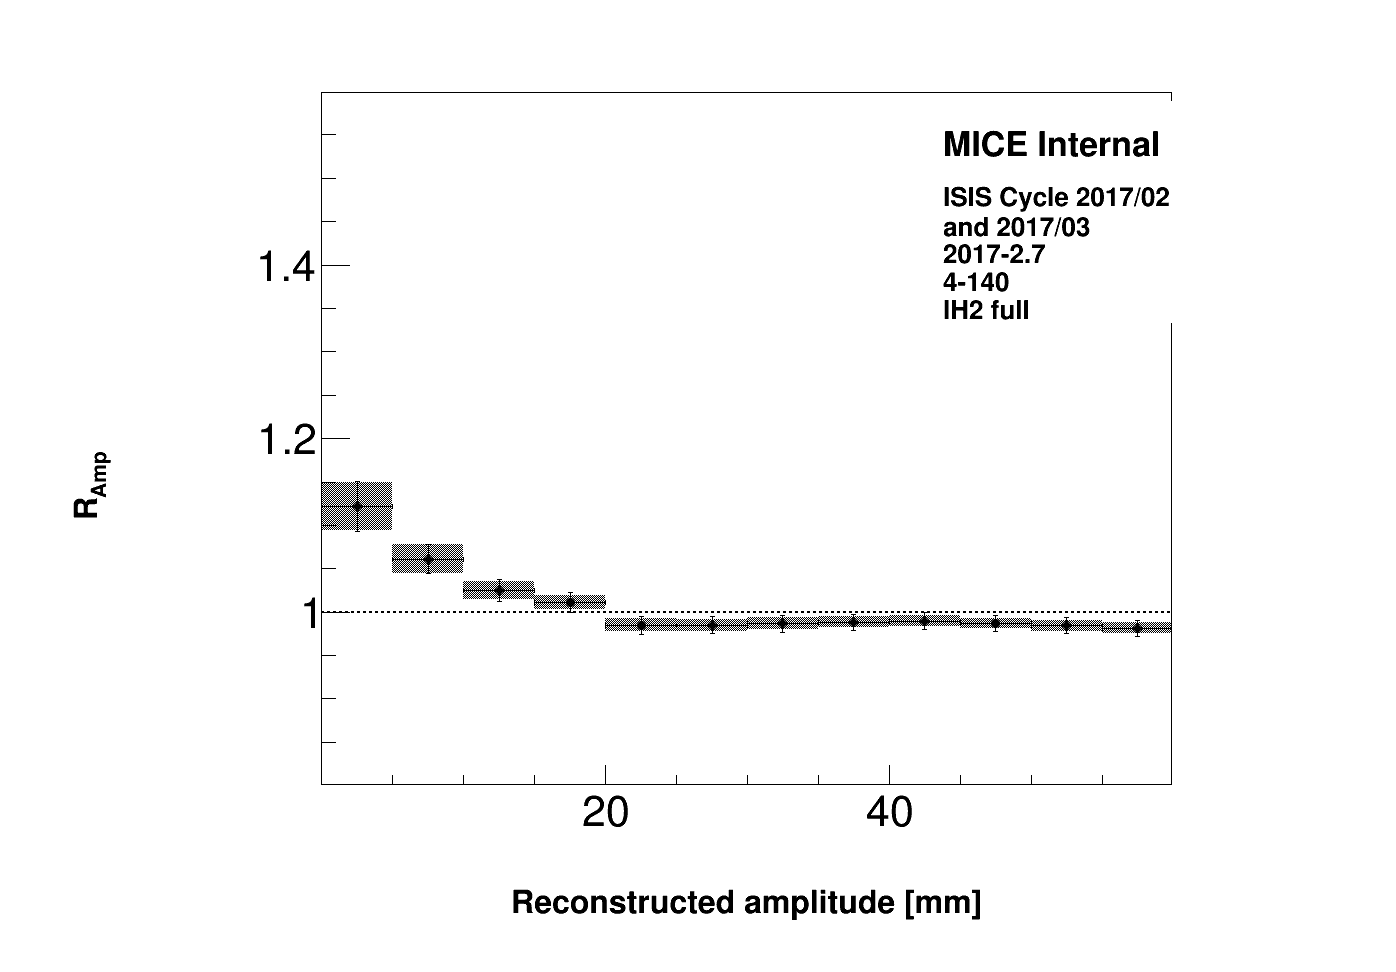 MICE Internal
ISIS Cycle 2017/02
and 2017/03
2017-2.7
4-140
IH2 full
1.4
1.2
1
R_Amp
20
40
Reconstructed amplitude [mm]